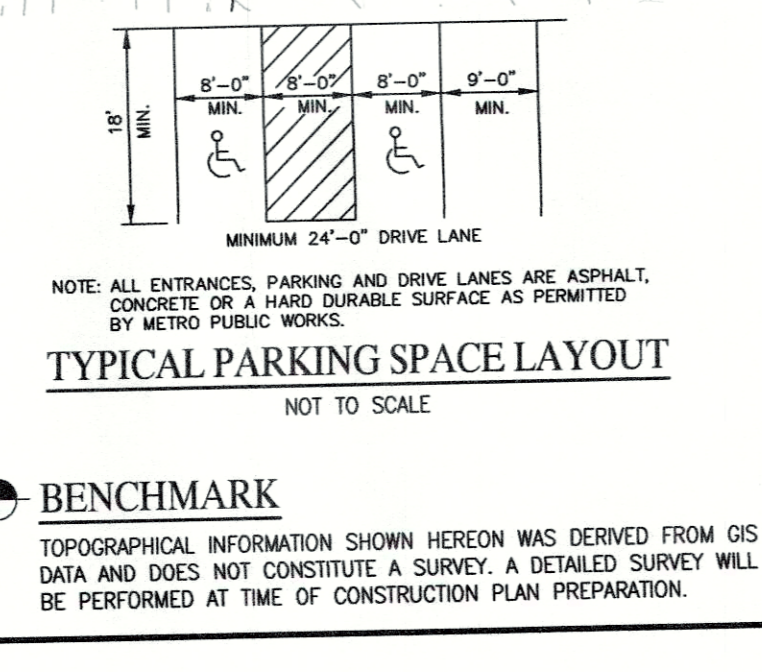 8'-0" 8'-0" 8'-0" 9'-0"
MIN. MIN. MIN. MIN.
18'
MIN.
MINIMUM 24'-0" DRIVE LANE
NOTE: ALL ENTRANCES, PARKING AND DRIVE LANES ARE ASPHALT,
CONCRETE OR A HARD DURABLE SURFACE AS PERMITTED
BY METRO PUBLIC WORKS.
TYPICAL PARKING SPACE LAYOUT
NOT TO SCALE
BENCHMARK
TOPOGRAPHICAL INFORMATION SHOWN HEREON WAS DERIVED FROM GIS
DATA AND DOES NOT CONSTITUTE A SURVEY. A DETAILED SURVEY WILL
BE PERFORMED AT TIME OF CONSTRUCTION PLAN PREPARATION.